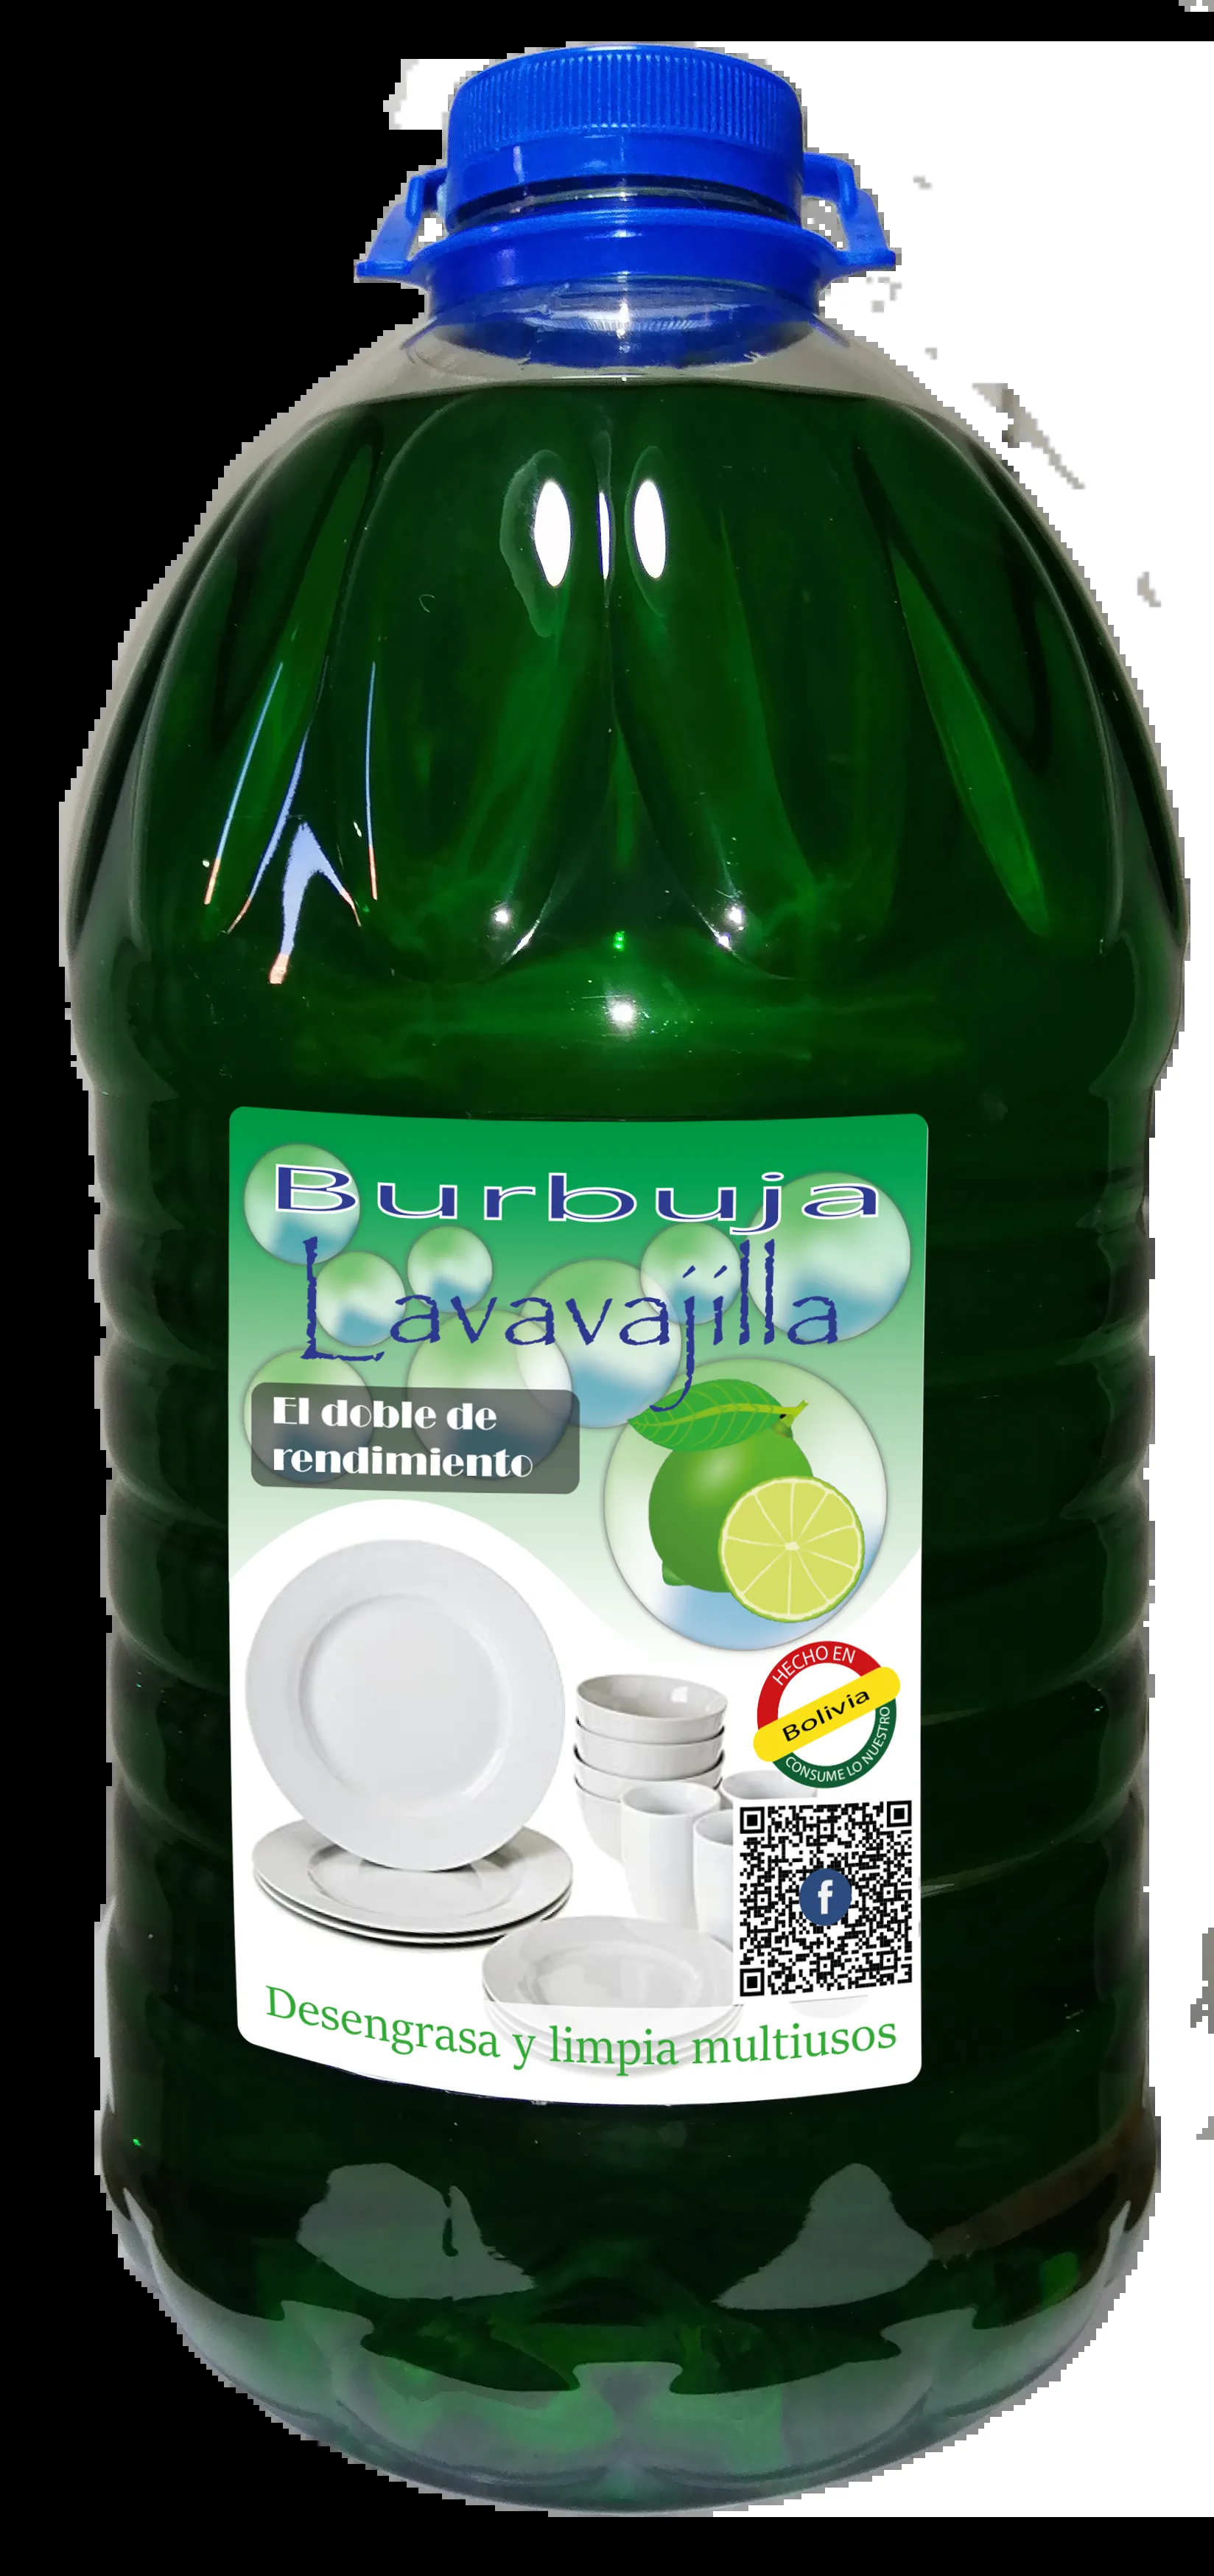 Burbuja
Lavavajilla
El doble de
rendimiento
HECHO EN
Bolivia
CONSUME LO NUESTRO
f
Desengrasa y limpia multiusos